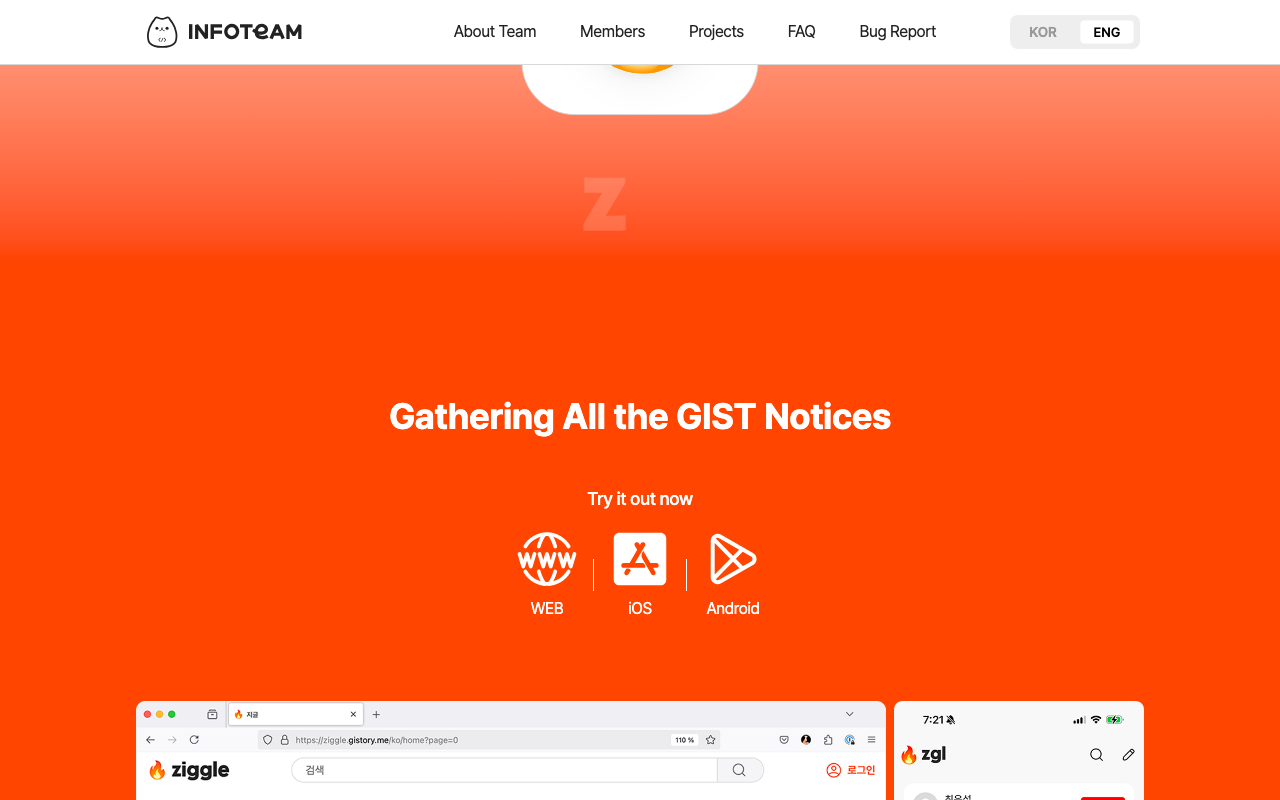 INFOTEAM
About Team
Members
Projects
FAQ
Bug Report
KOR
ENG
Z
Gathering All the GIST Notices
Try it out now
WWW
WEB
iOS
Android
지글
https://ziggle.gistory.me/ko/home?page=0
110 %
ziggle
검색
로그인
7:21
zgl